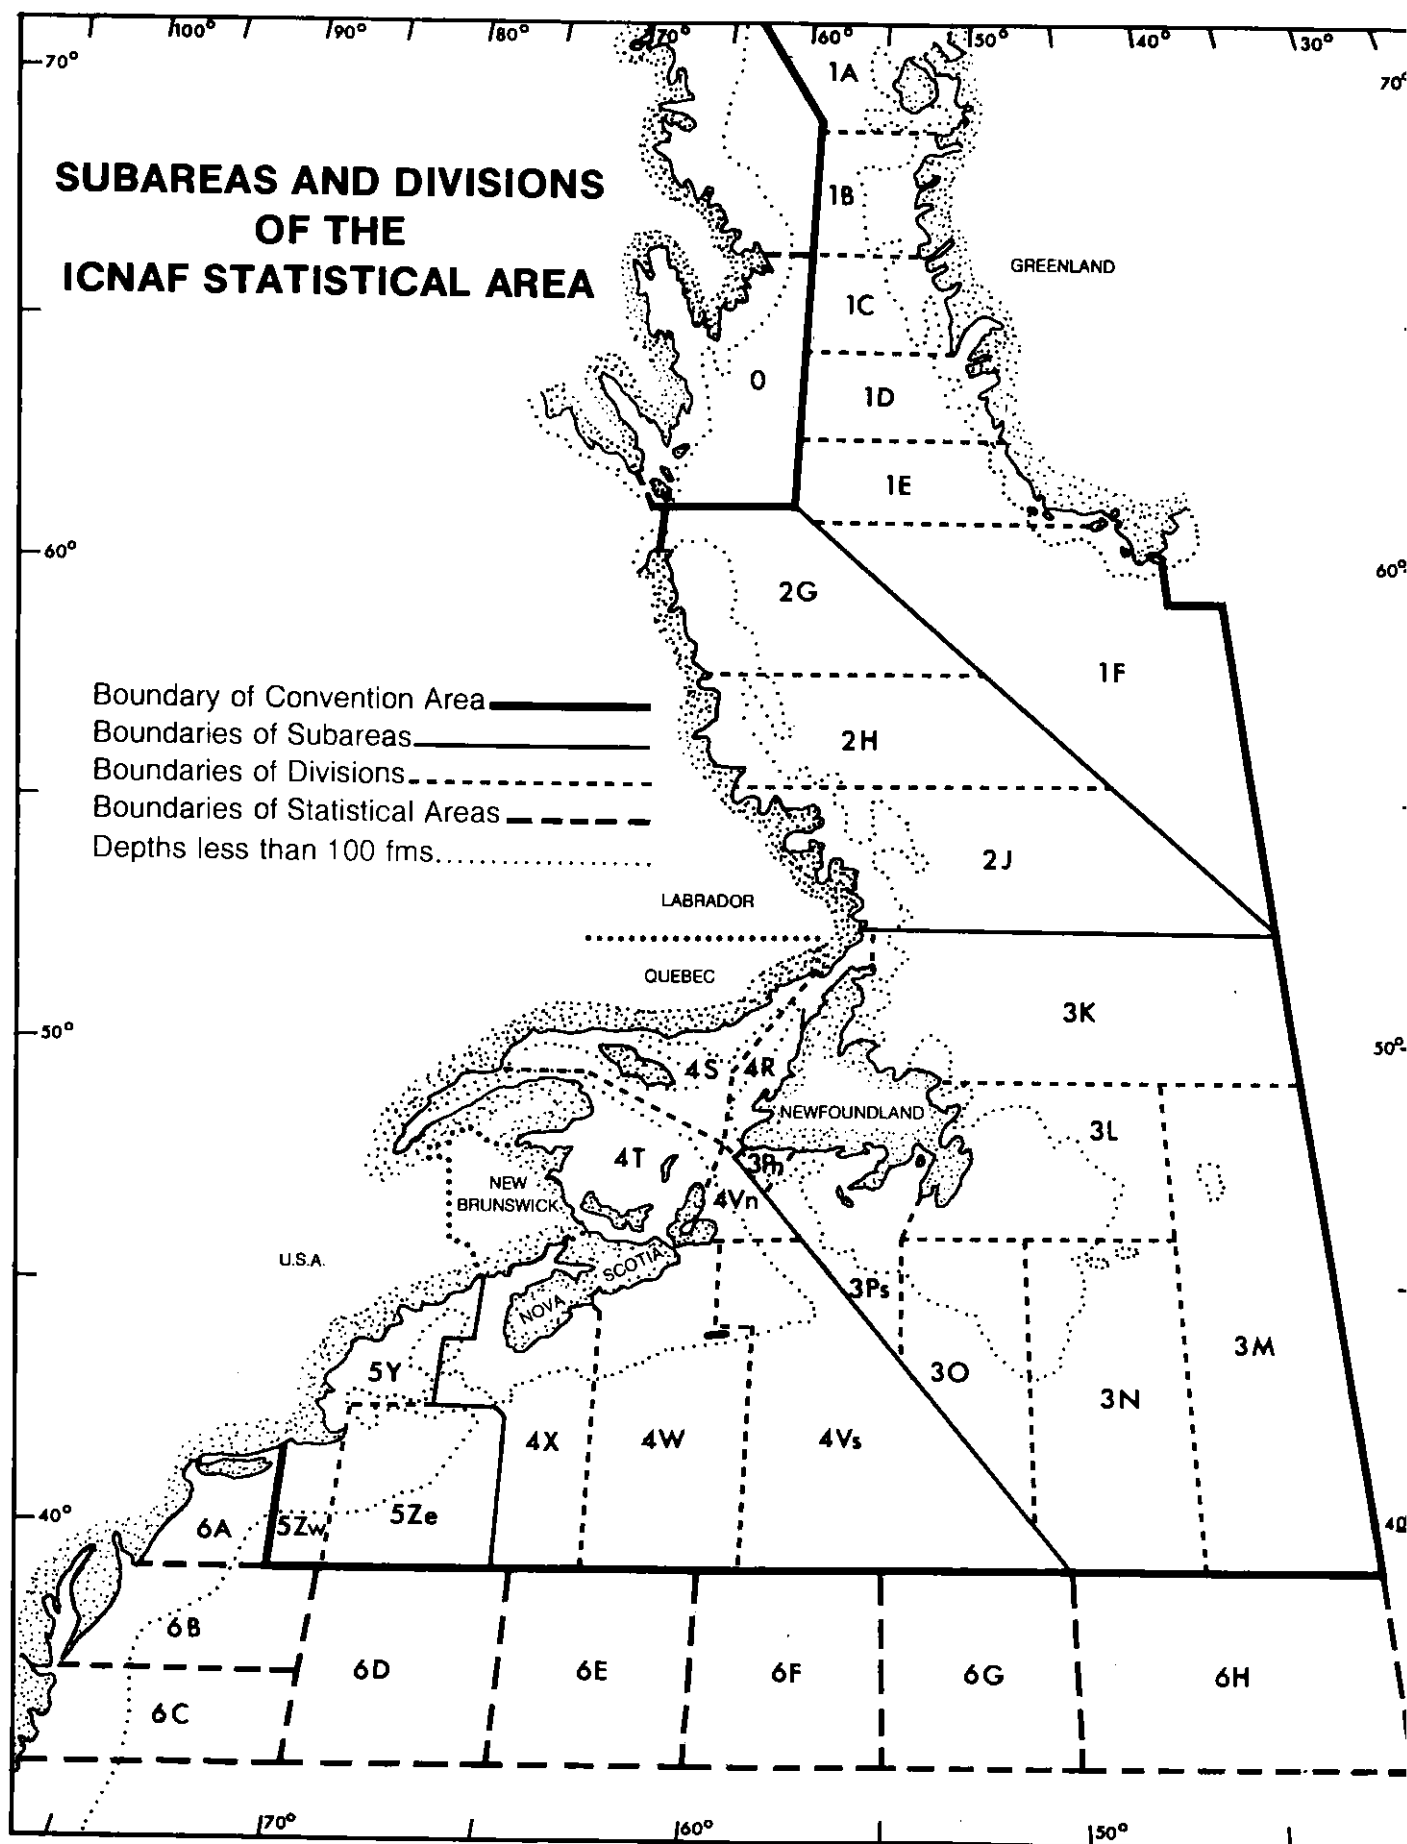 100° 90° 80° 70° 60° 50° 40° 30°
70° 70°
1A
SUBAREAS AND DIVISIONS
OF THE
ICNAF STATISTICAL AREA
1B
GREENLAND
1C
0
1D
1E
60° 60°
2G
1F
Boundary of Convention Area
Boundaries of Subareas
Boundaries of Divisions
Boundaries of Statistical Areas
Depths less than 100 fms.
2H
2J
LABRADOR
QUEBEC
3K
50° 50°
4S 4R
NEWFOUNDLAND
3L
4T 3Pn
NEW
BRUNSWICK
4Vn
U.S.A.
NOVA SCOTIA
3Ps
5Y 3O 3N 3M
4X 4W 4Vs
40° 40
6A 5Zw 5Ze
6B
6D 6E 6F 6G 6H
6C
70° 60° 50°